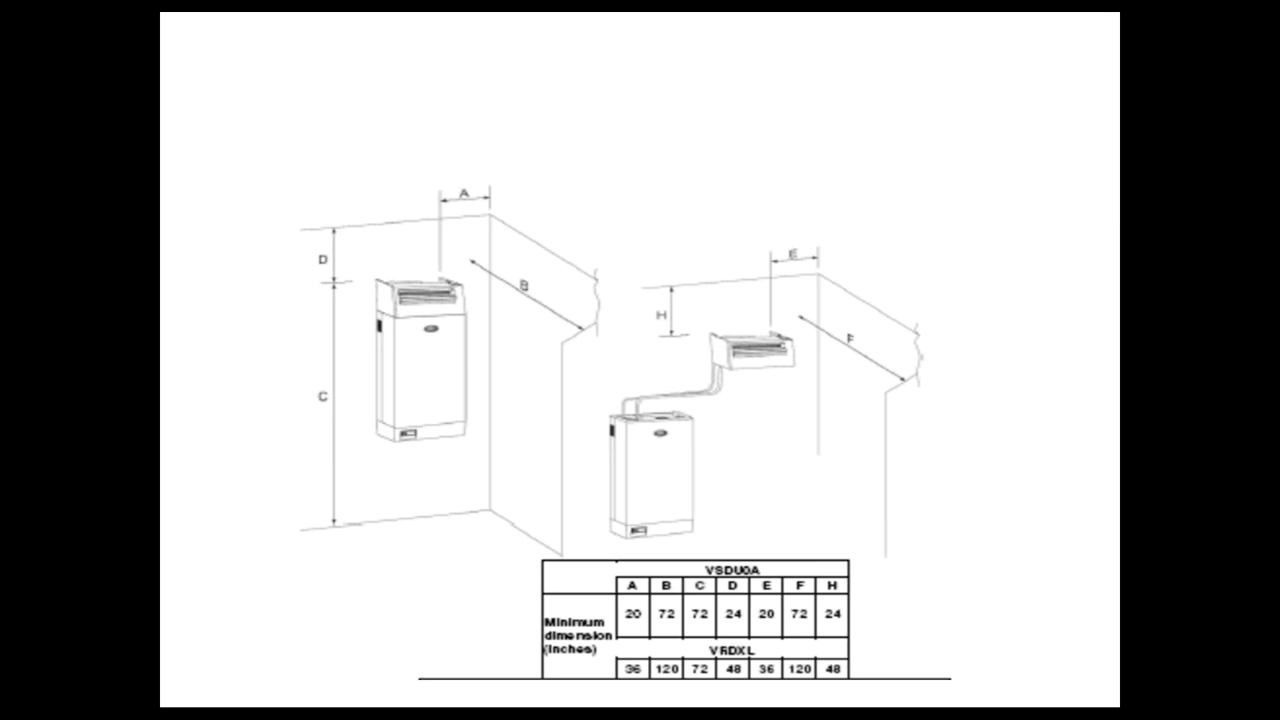 A
D
B
C
E
H
F
VSDU0A
A B C D E F H
Minimum
dimension
(inches)
20 72 72 24 20 72 24
VRDXL
36 120 72 48 36 120 48